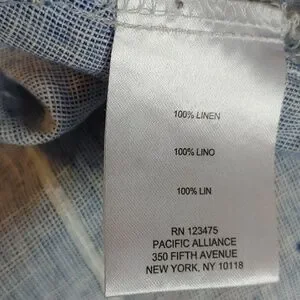 100% LINEN
100% LINO
100% LIN
RN 123475
PACIFIC ALLIANCE
350 FIFTH AVENUE
NEW YORK, NY 10118